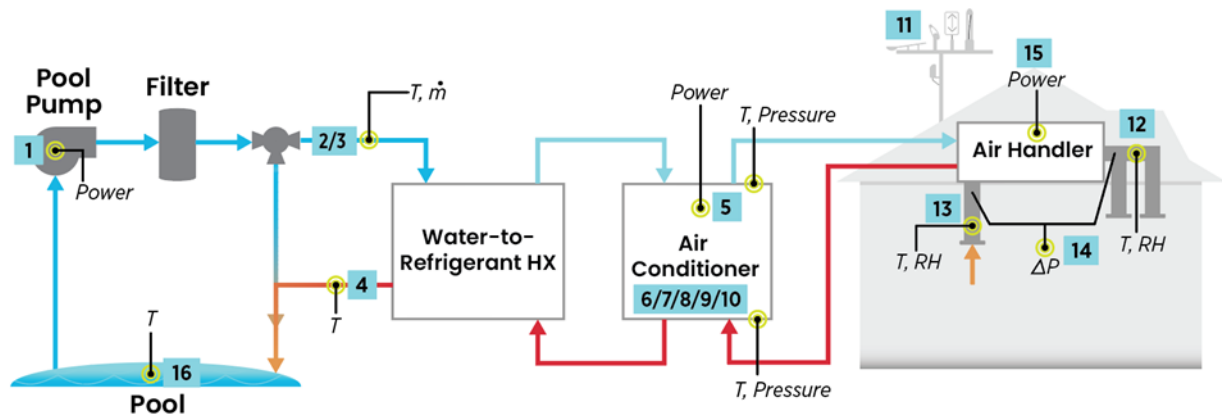 Pool
Pump
1
Power
Filter
2/3
T, ṁ
Water-to-
Refrigerant HX
4
T
T
16
Pool
Power
T, Pressure
5
Air
Conditioner
6/7/8/9/10
T, Pressure
11
15
Power
Air Handler
12
T, RH
13
T, RH
14
ΔP